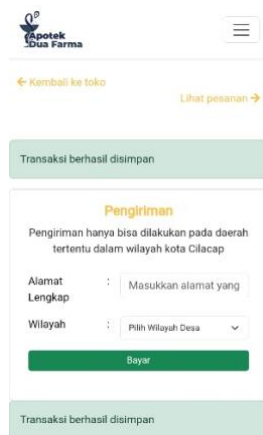 Apotek
Dua Farma
← Kembali ke toko
Lihat pesanan →
Transaksi berhasil disimpan
Pengiriman
Pengiriman hanya bisa dilakukan pada daerah
tertentu dalam wilayah kota Cilacap
Alamat : Masukkan alamat yang
Lengkap
Wilayah : Pilih Wilayah Desa
Bayar
Transaksi berhasil disimpan